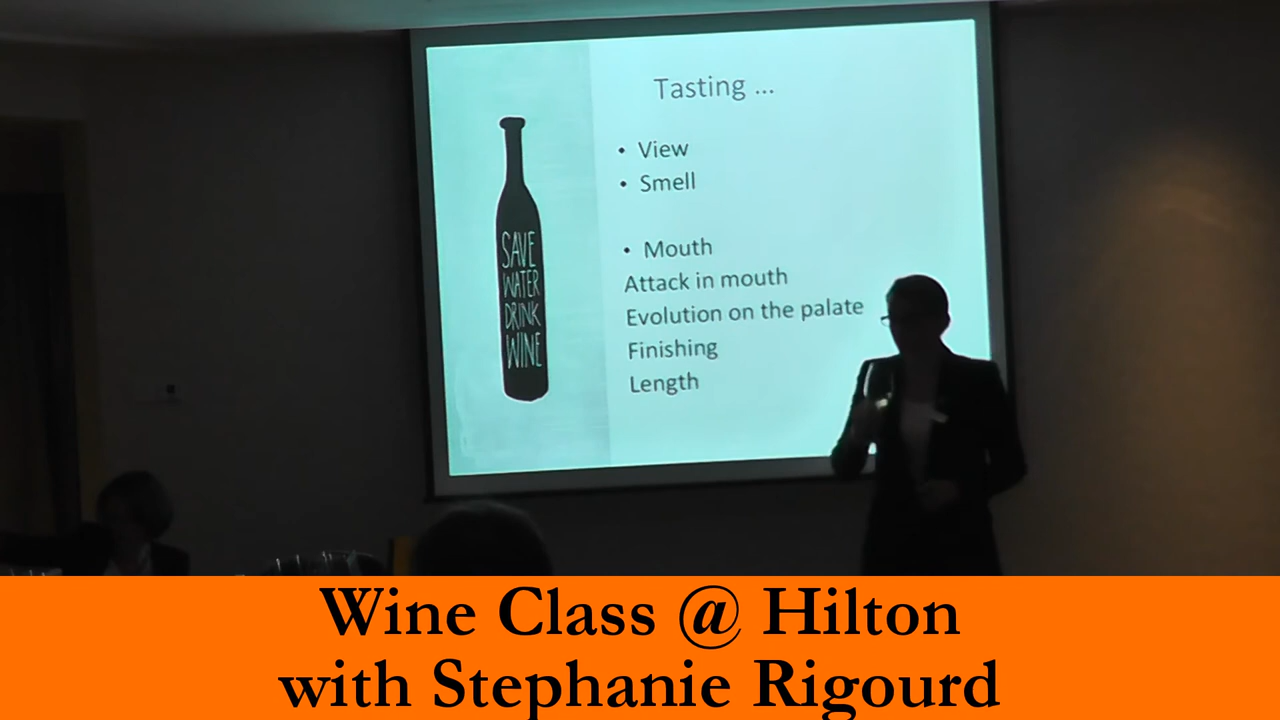 Tasting ...
• View
• Smell
• Mouth
Attack in mouth
Evolution on the palate
Finishing
Length
SAVE
WATER
DRINK
WINE
Wine Class @ Hilton
with Stephanie Rigourd